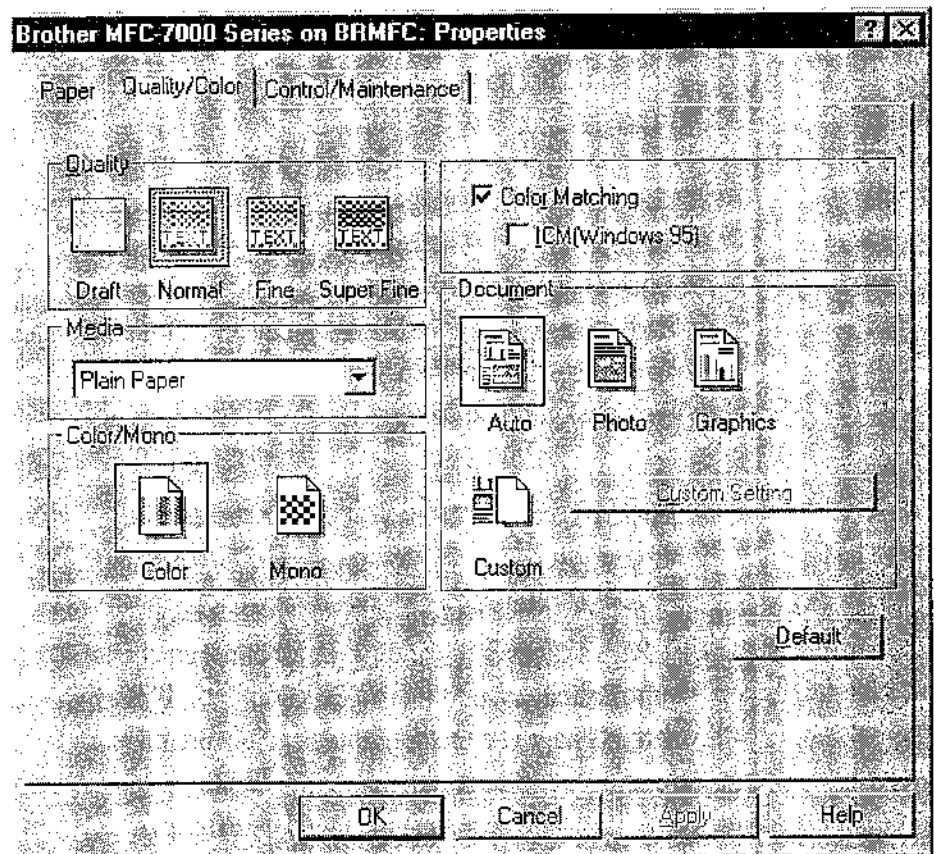 Brother MFC-7000 Series on BRMFC: Properties
Paper Quality/Color Control/Maintenance
Quality
TEXT TEXT TEXT
Draft Normal Fine Super Fine
Color Matching
ICM(Windows 95)
Media
Plain Paper
Document
Auto Photo Graphics
Custom Setting
Custom
Color/Mono
Color Mono
Default
OK Cancel Apply Help